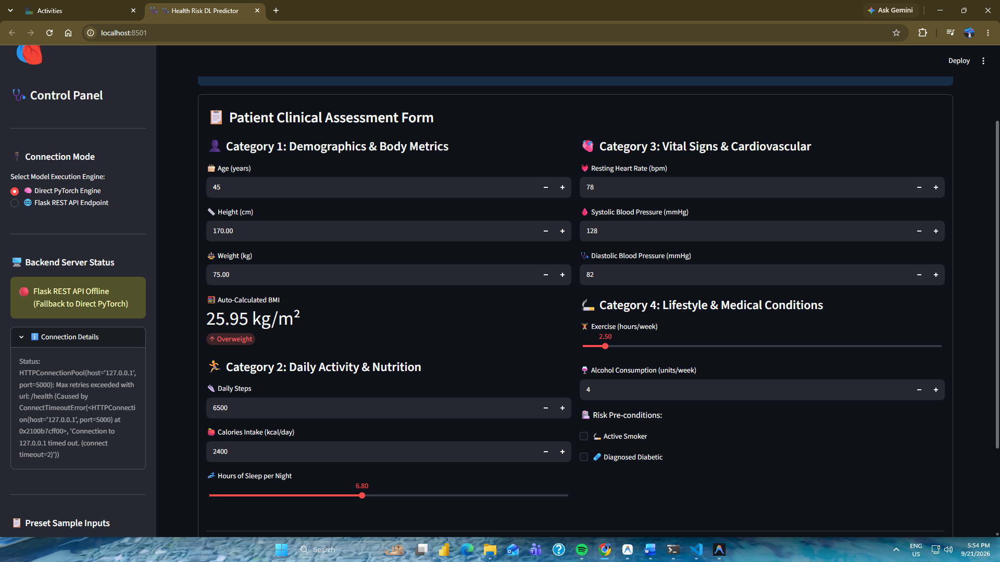 Activities
Health Risk DL Predictor
Ask Gemini
localhost:8501
Deploy
Control Panel
Connection Mode
Select Model Execution Engine:
Direct PyTorch Engine
Flask REST API Endpoint
Backend Server Status
Flask REST API Offline
(Fallback to Direct PyTorch)
Connection Details
Status:
HTTPConnectionPool(host='127.0.0.1',
port=5000): Max retries exceeded with
url: /health (Caused by
ConnectTimeoutError(<HTTPConnecti
on(host='127.0.0.1', port=5000) at
0x2100b7cff00>, 'Connection to
127.0.0.1 timed out. (connect
timeout=2)'))
Preset Sample Inputs
Patient Clinical Assessment Form
Category 1: Demographics & Body Metrics
Age (years)
45
Height (cm)
170.00
Weight (kg)
75.00
Auto-Calculated BMI
25.95 kg/m²
↑ Overweight
Category 2: Daily Activity & Nutrition
Daily Steps
6500
Calories Intake (kcal/day)
2400
Hours of Sleep per Night
6.80
Category 3: Vital Signs & Cardiovascular
Resting Heart Rate (bpm)
78
Systolic Blood Pressure (mmHg)
128
Diastolic Blood Pressure (mmHg)
82
Category 4: Lifestyle & Medical Conditions
Exercise (hours/week)
2.50
Alcohol Consumption (units/week)
4
Risk Pre-conditions:
Active Smoker
Diagnosed Diabetic
Search
ENG
US
5:54 PM
9/21/2026